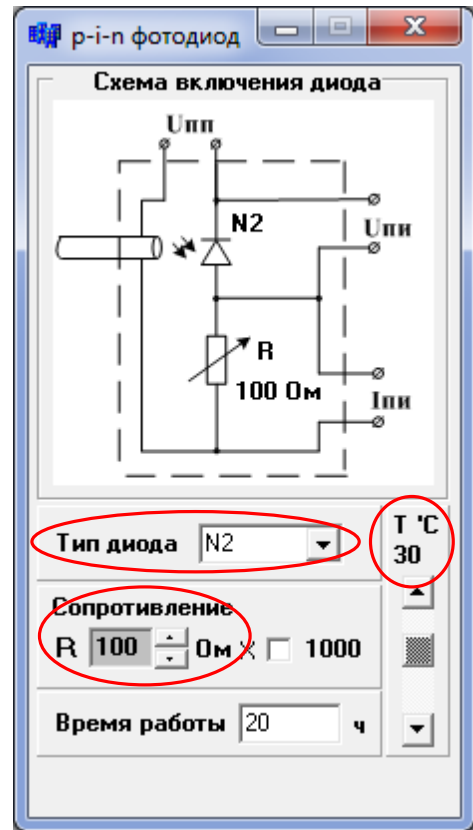 p-i-n фотодиод
Схема включения диода
Uпп
N2
Uпи
R
100 Ом
Iпи
Тип диода N2
T 'C
30
Сопротивление
R 100 Ом X 1000
Время работы 20 ч